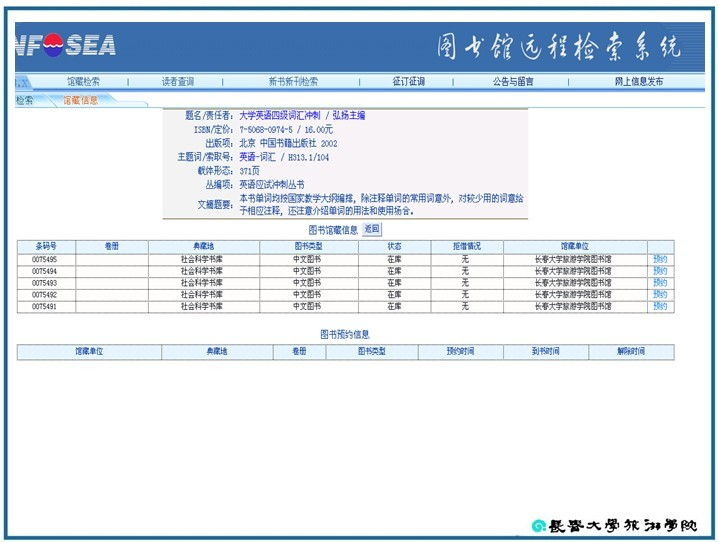 NFOSEA
图书馆远程检索系统
馆藏检索 | 读者查询 | 新书新刊检索 | 征订征询 | 公告与留言 | 网上信息发布
检索 馆藏信息
题名/责任者: 大学英语四级词汇冲刺 / 弘扬主编
ISBN/定价: 7-5068-0974-5 / 16.00元
出版项: 北京 中国书籍出版社 2002
主题词/索取号: 英语-词汇 / H313.1/104
载体形态: 371页
丛编项: 英语应试冲刺丛书
文摘题要: 本书单词均按国家教学大纲编撰, 除注释单词的常用词意外, 对较少用的词意给
予相应注释, 还注意介绍单词的用法和使用场合。
图书馆藏信息 返回
条码号 卷册 典藏地 图书类型 状态 拒借情况 馆藏单位
0075495 社会科学书库 中文图书 在库 无 长春大学旅游学院图书馆 预约
0075494 社会科学书库 中文图书 在库 无 长春大学旅游学院图书馆 预约
0075493 社会科学书库 中文图书 在库 无 长春大学旅游学院图书馆 预约
0075492 社会科学书库 中文图书 在库 无 长春大学旅游学院图书馆 预约
0075491 社会科学书库 中文图书 在库 无 长春大学旅游学院图书馆 预约
图书预约信息
馆藏单位 典藏地 卷册 图书类型 预约时间 到书时间 解除时间
长春大学旅游学院